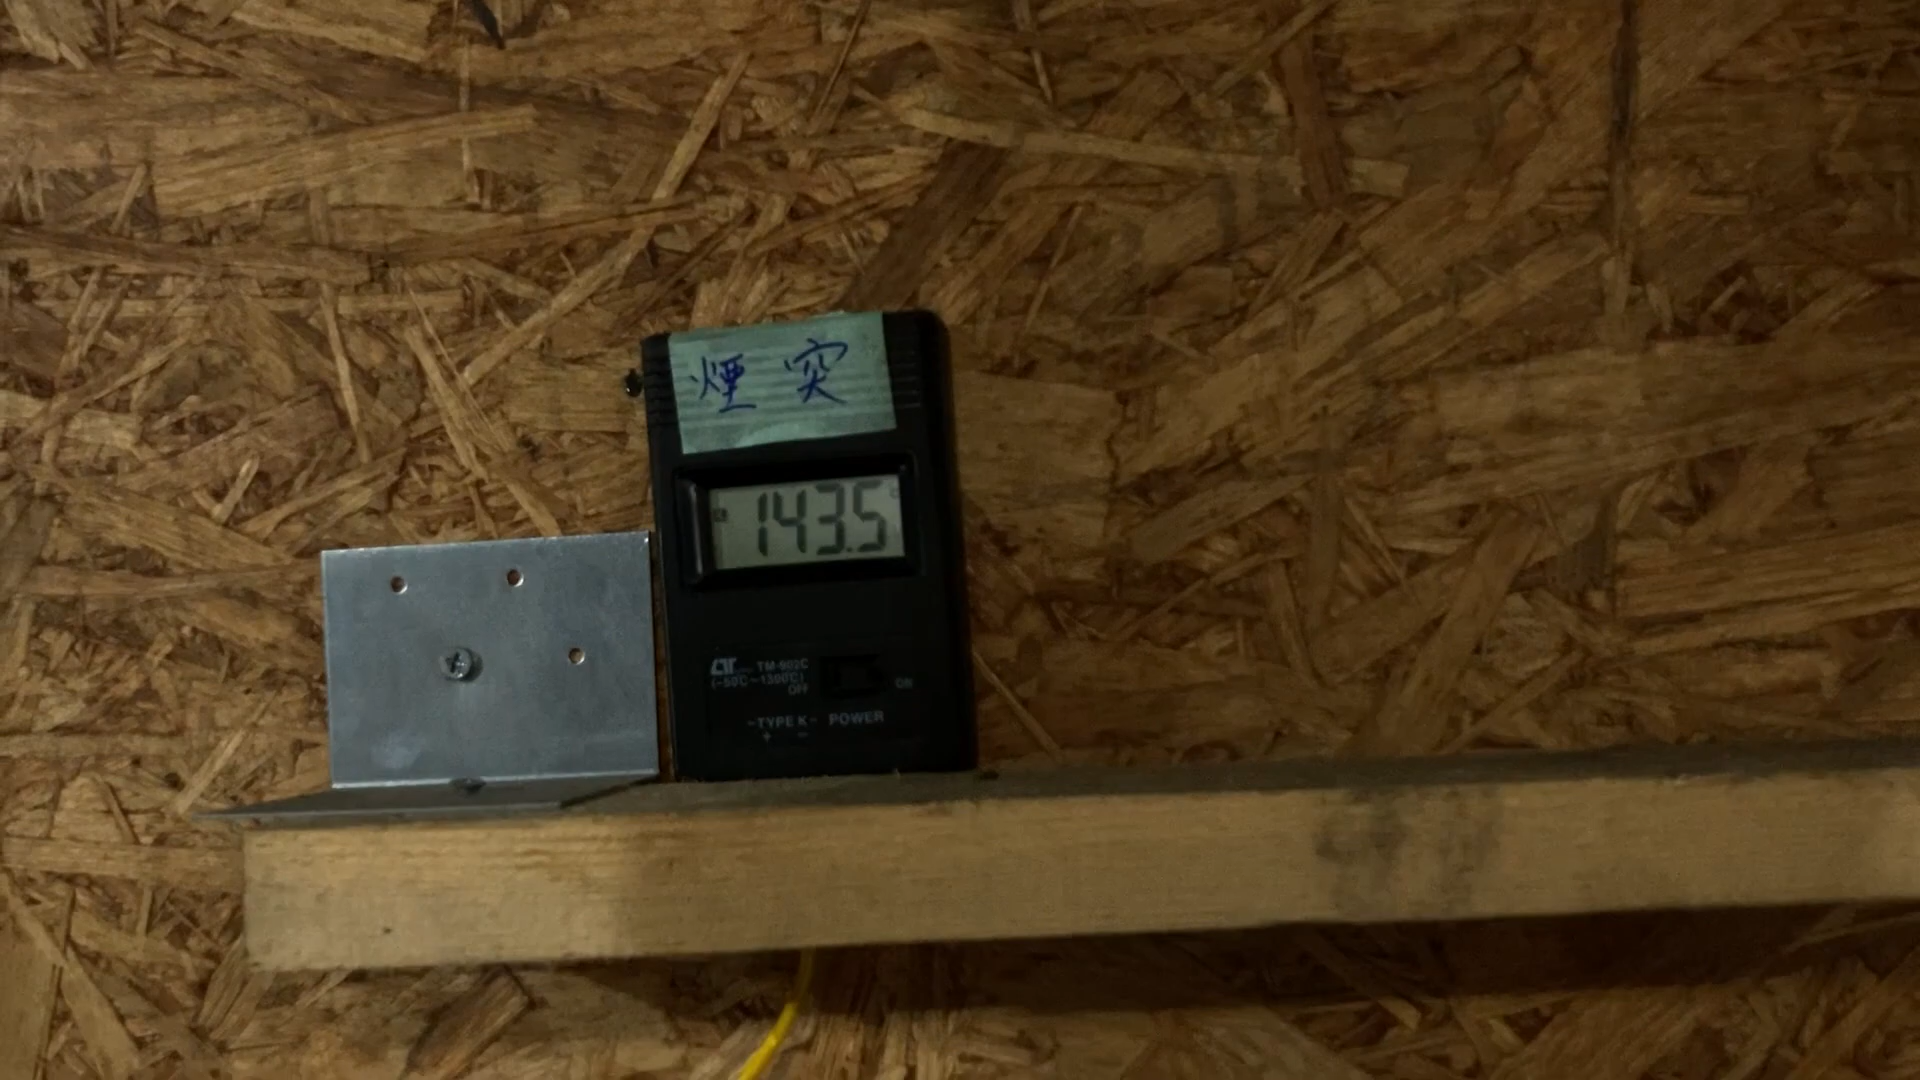 煙突
143.5
TM-902C
(-50℃~1300℃)
OFF
ON
-TYPE K- POWER
+ -